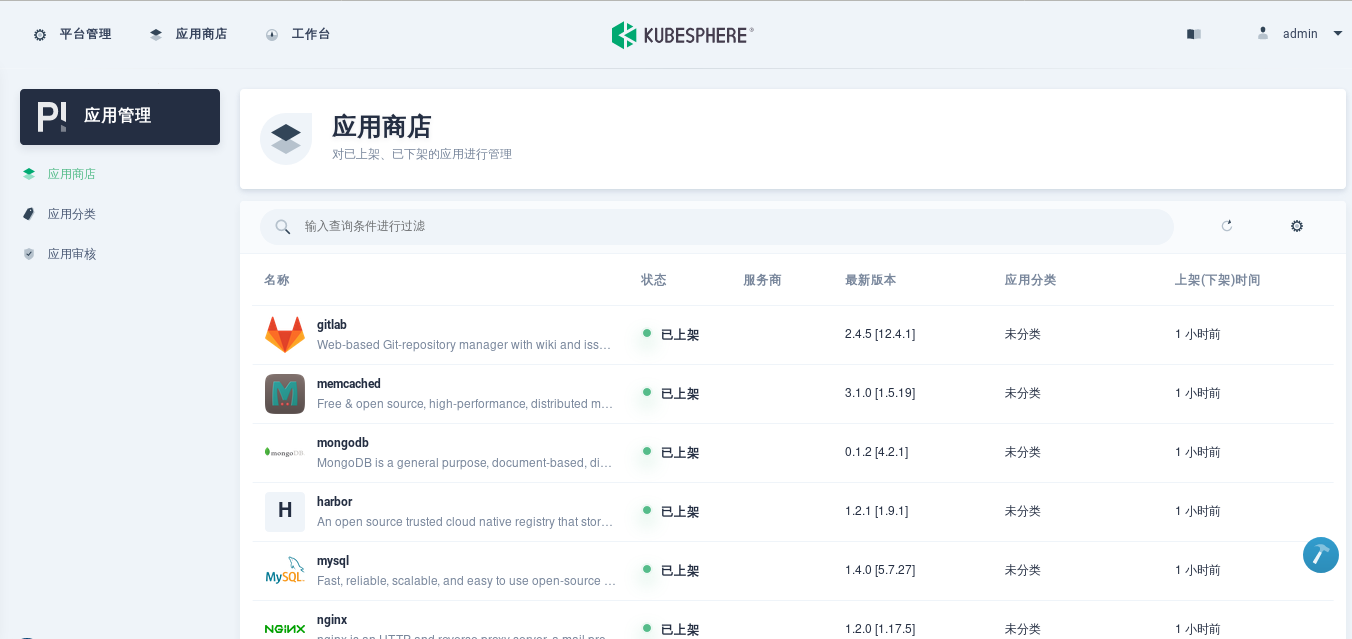 平台管理 应用商店 工作台 KUBESPHERE® admin
应用管理
应用商店
应用分类
应用审核
应用商店
对已上架、已下架的应用进行管理
输入查询条件进行过滤
名称 状态 服务商 最新版本 应用分类 上架(下架)时间
gitlab
Web-based Git-repository manager with wiki and iss…
已上架 2.4.5 [12.4.1] 未分类 1 小时前
memcached
Free & open source, high-performance, distributed m…
已上架 3.1.0 [1.5.19] 未分类 1 小时前
mongoDB
mongodb
MongoDB is a general purpose, document-based, di…
已上架 0.1.2 [4.2.1] 未分类 1 小时前
H
harbor
An open source trusted cloud native registry that stor…
已上架 1.2.1 [1.9.1] 未分类 1 小时前
MySQL
mysql
Fast, reliable, scalable, and easy to use open-source …
已上架 1.4.0 [5.7.27] 未分类 1 小时前
NGINX
nginx
nginx is an HTTP and reverse proxy server, a mail pro…
已上架 1.2.0 [1.17.5] 未分类 1 小时前